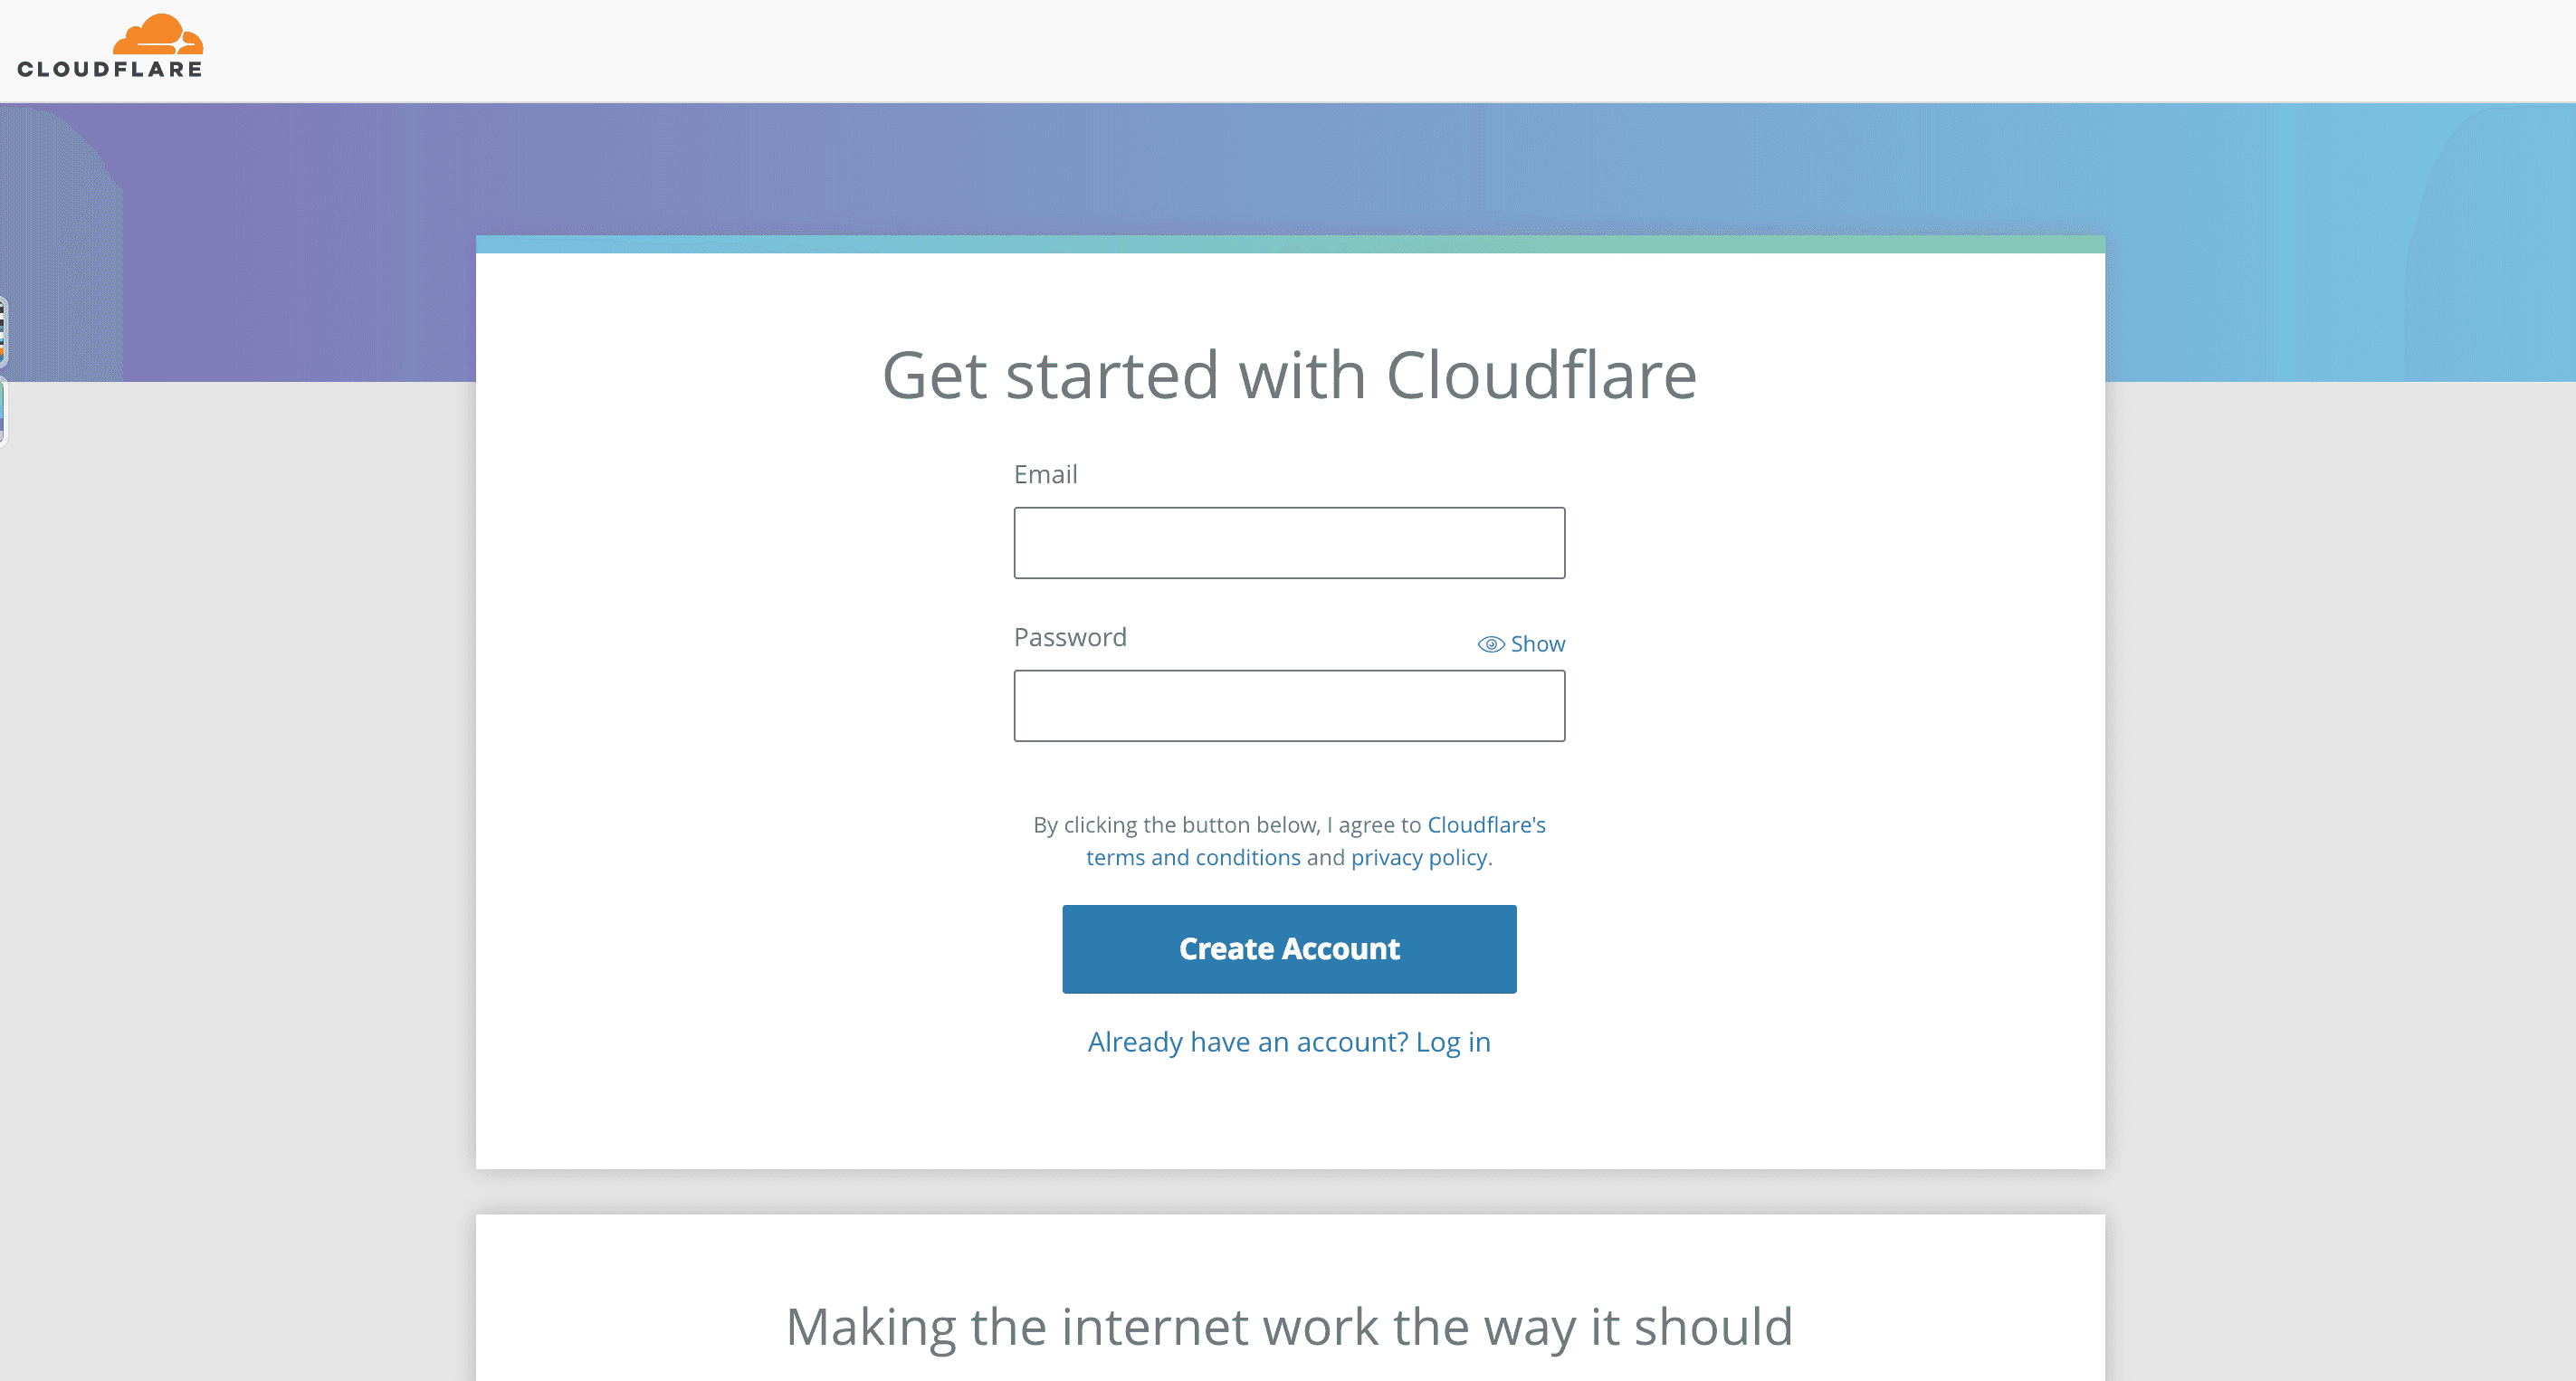 CLOUDFLARE
Get started with Cloudflare
Email
Password
Show
By clicking the button below, I agree to Cloudflare's
terms and conditions and privacy policy.
Create Account
Already have an account? Log in
Making the internet work the way it should